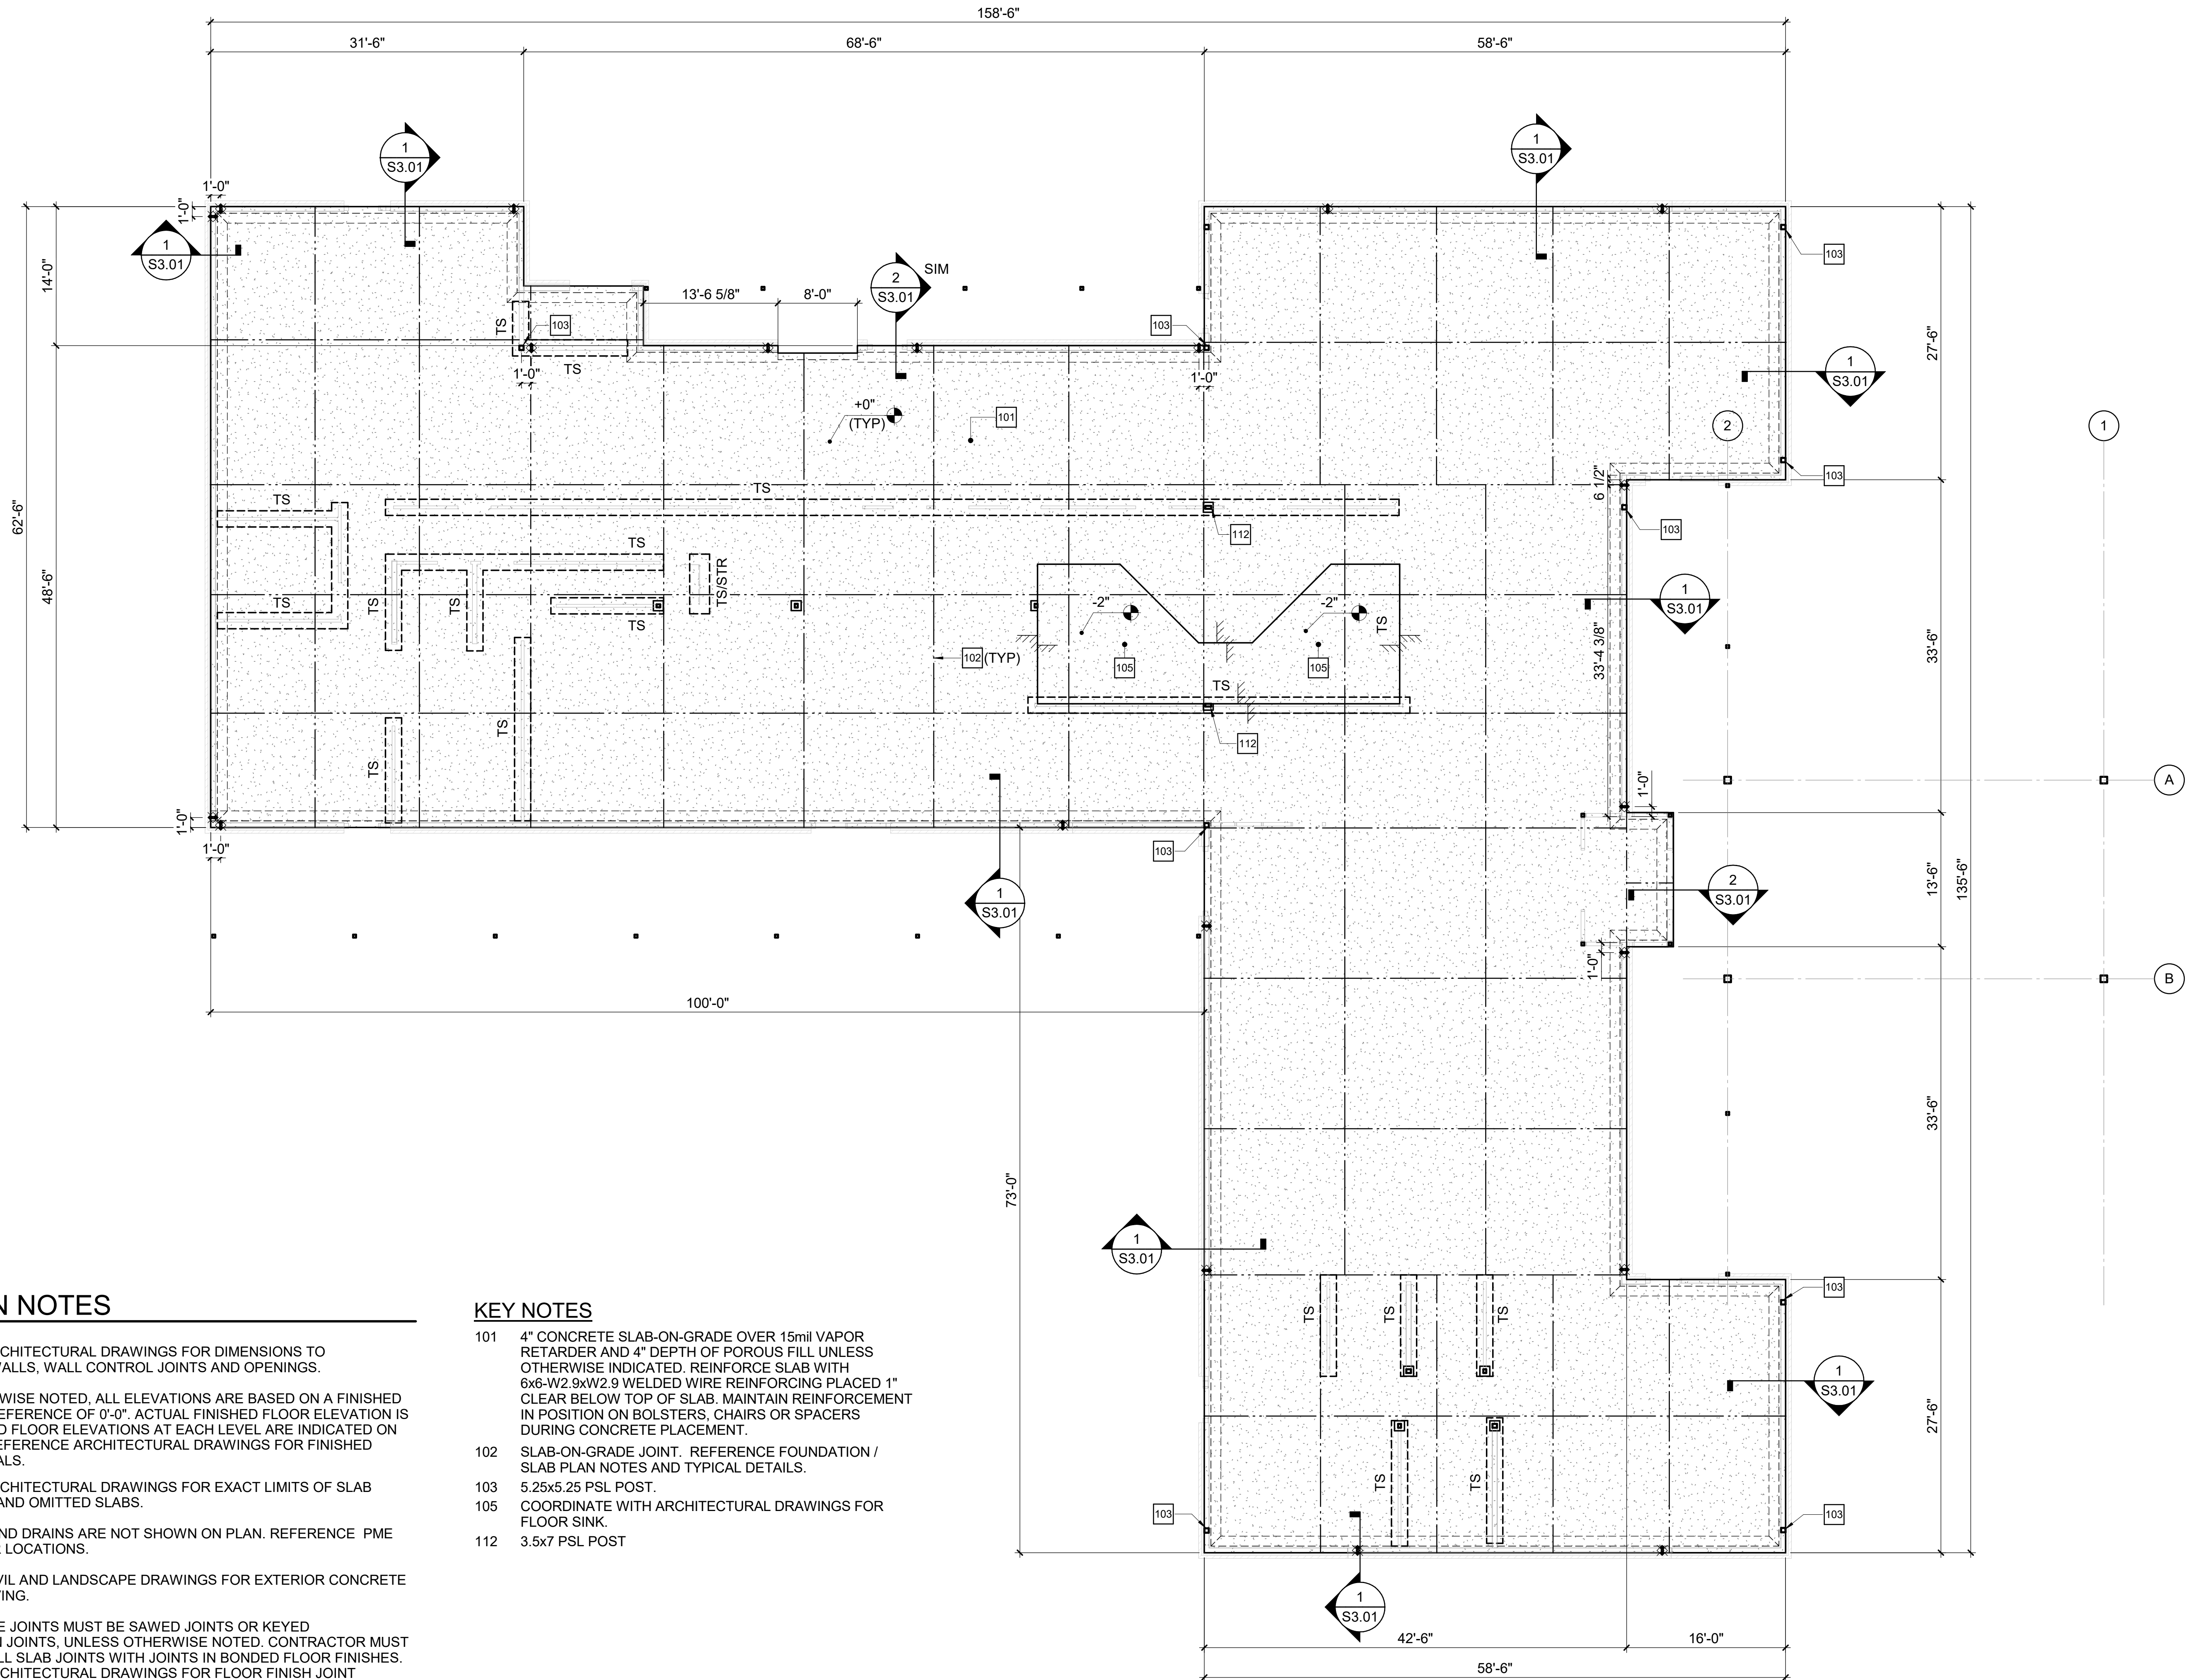 158'-6"
31'-6"
68'-6"
58'-6"
1
S3.01
1
S3.01
1'-0"
1'-0"
1
S3.01
2
S3.01
SIM
13'-6 5/8"
8'-0"
14'-0"
62'-6"
48'-6"
TS
103
TS
1'-0"
103
1'-0"
103
27'-6"
1
S3.01
+0"
(TYP)
101
2
1
103
6 1/2"
TS
TS
103
112
TS
TS/STR
TS
TS
TS
TS
1
S3.01
-2"
-2"
TS
33'-4 3/8"
33'-6"
102
(TYP)
105
105
TS
TS
TS
112
1'-0"
A
1'-0"
1'-0"
103
1
S3.01
2
S3.01
13'-6"
135'-6"
1'-0"
B
100'-0"
73'-0"
33'-6"
1
S3.01
103
TS
TS
TS
1
S3.01
TS
TS
27'-6"
103
103
1
S3.01
42'-6"
16'-0"
58'-6"
N NOTES
CHITECTURAL DRAWINGS FOR DIMENSIONS TO
WALLS, WALL CONTROL JOINTS AND OPENINGS.
WISE NOTED, ALL ELEVATIONS ARE BASED ON A FINISHED
EFERENCE OF 0'-0". ACTUAL FINISHED FLOOR ELEVATION IS
D FLOOR ELEVATIONS AT EACH LEVEL ARE INDICATED ON
EFERENCE ARCHITECTURAL DRAWINGS FOR FINISHED
ALS.
CHITECTURAL DRAWINGS FOR EXACT LIMITS OF SLAB
AND OMITTED SLABS.
ND DRAINS ARE NOT SHOWN ON PLAN. REFERENCE PME
R LOCATIONS.
VIL AND LANDSCAPE DRAWINGS FOR EXTERIOR CONCRETE
VING.
E JOINTS MUST BE SAWED JOINTS OR KEYED
N JOINTS, UNLESS OTHERWISE NOTED. CONTRACTOR MUST
LL SLAB JOINTS WITH JOINTS IN BONDED FLOOR FINISHES.
CHITECTURAL DRAWINGS FOR FLOOR FINISH JOINT
KEY NOTES
101 4" CONCRETE SLAB-ON-GRADE OVER 15mil VAPOR
RETARDER AND 4" DEPTH OF POROUS FILL UNLESS
OTHERWISE INDICATED. REINFORCE SLAB WITH
6x6-W2.9xW2.9 WELDED WIRE REINFORCING PLACED 1"
CLEAR BELOW TOP OF SLAB. MAINTAIN REINFORCEMENT
IN POSITION ON BOLSTERS, CHAIRS OR SPACERS
DURING CONCRETE PLACEMENT.
102 SLAB-ON-GRADE JOINT. REFERENCE FOUNDATION /
SLAB PLAN NOTES AND TYPICAL DETAILS.
103 5.25x5.25 PSL POST.
105 COORDINATE WITH ARCHITECTURAL DRAWINGS FOR
FLOOR SINK.
112 3.5x7 PSL POST